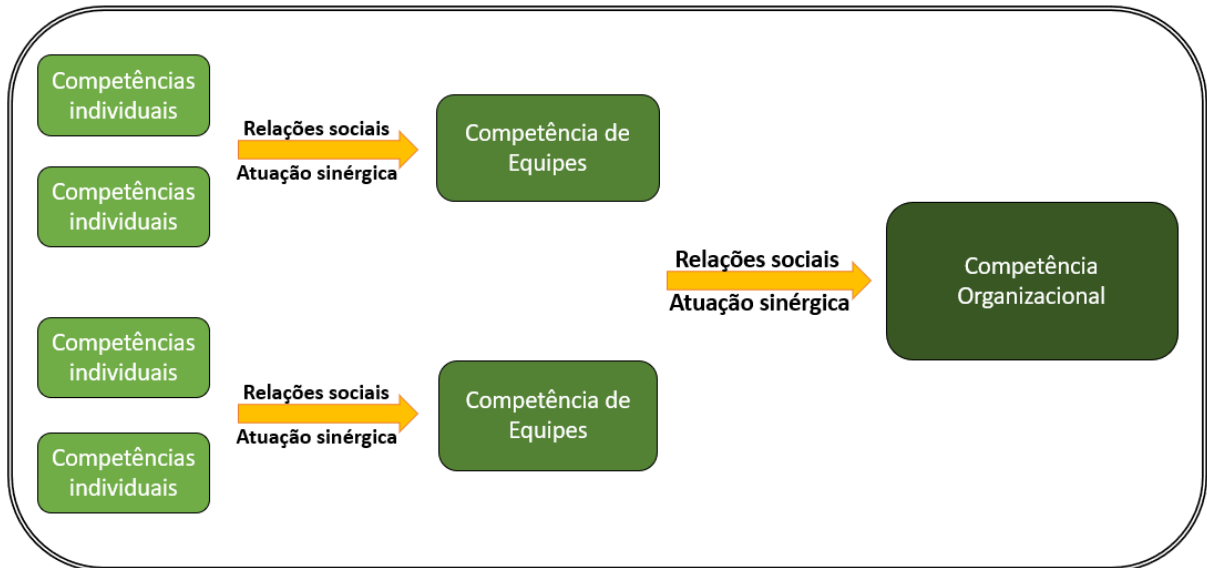 Competências
individuais
Competências
individuais
Relações sociais
Atuação sinérgica
Competência de
Equipes
Competências
individuais
Competências
individuais
Relações sociais
Atuação sinérgica
Competência de
Equipes
Relações sociais
Atuação sinérgica
Competência
Organizacional